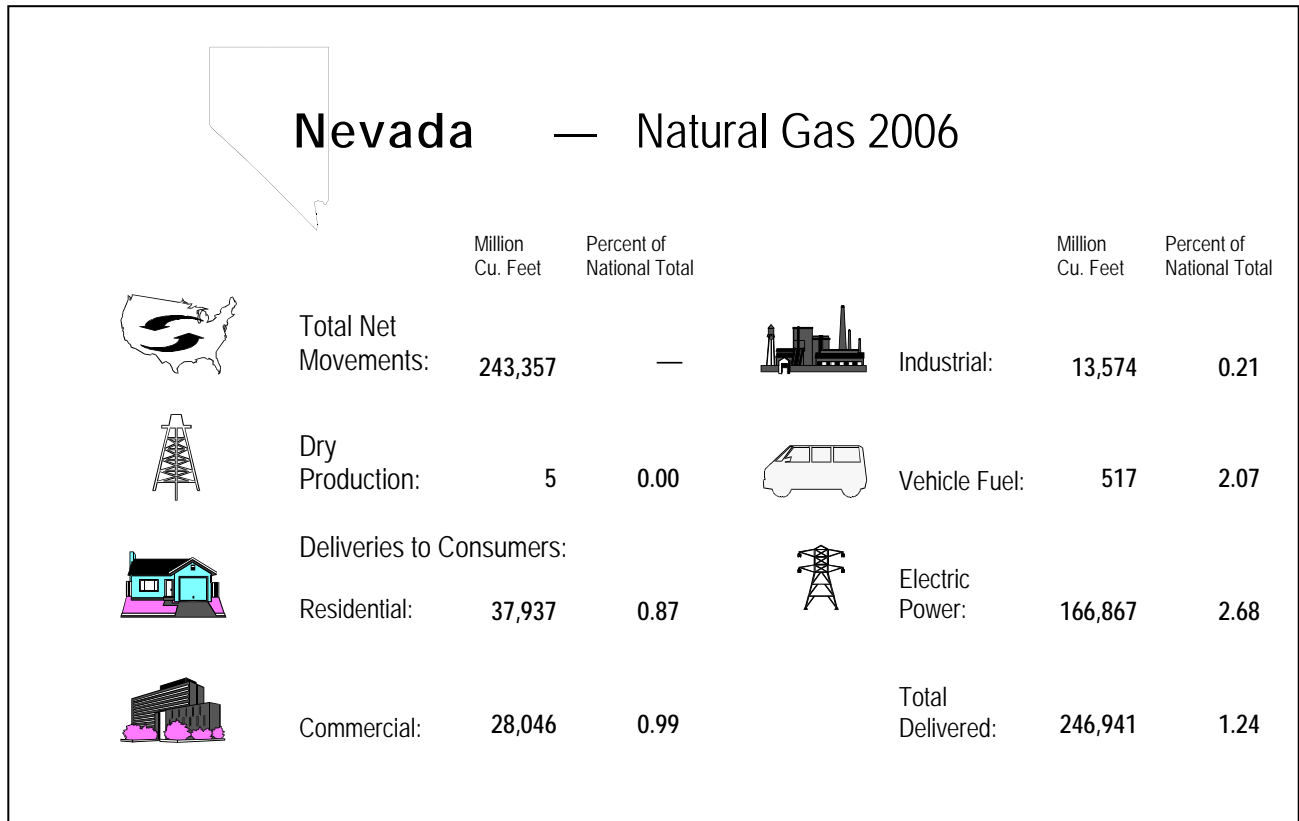 Nevada — Natural Gas 2006
Million Cu. Feet
Percent of National Total
Million Cu. Feet
Percent of National Total
Total Net
Movements: 243,357 —
Industrial: 13,574 0.21
Dry
Production: 5 0.00
Vehicle Fuel: 517 2.07
Deliveries to Consumers:
Residential: 37,937 0.87
Electric
Power: 166,867 2.68
Commercial: 28,046 0.99
Total
Delivered: 246,941 1.24